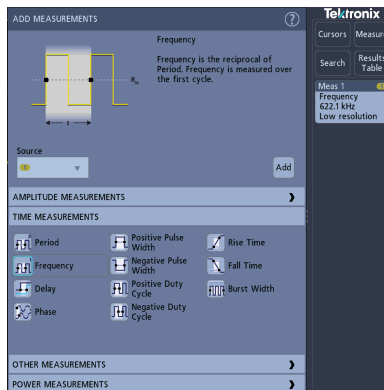 ADD MEASUREMENTS
?
Frequency
Frequency is the reciprocal of
Period. Frequency is measured over
the first cycle.
Source
1
Add
AMPLITUDE MEASUREMENTS
TIME MEASUREMENTS
Period
Positive Pulse
Width
Rise Time
Frequency
Negative Pulse
Width
Fall Time
Delay
Positive Duty
Cycle
Burst Width
Phase
Negative Duty
Cycle
OTHER MEASUREMENTS
POWER MEASUREMENTS
Tektronix
Cursors
Measure
Search
Results
Table
Meas 1
Frequency
622.1 kHz
Low resolution